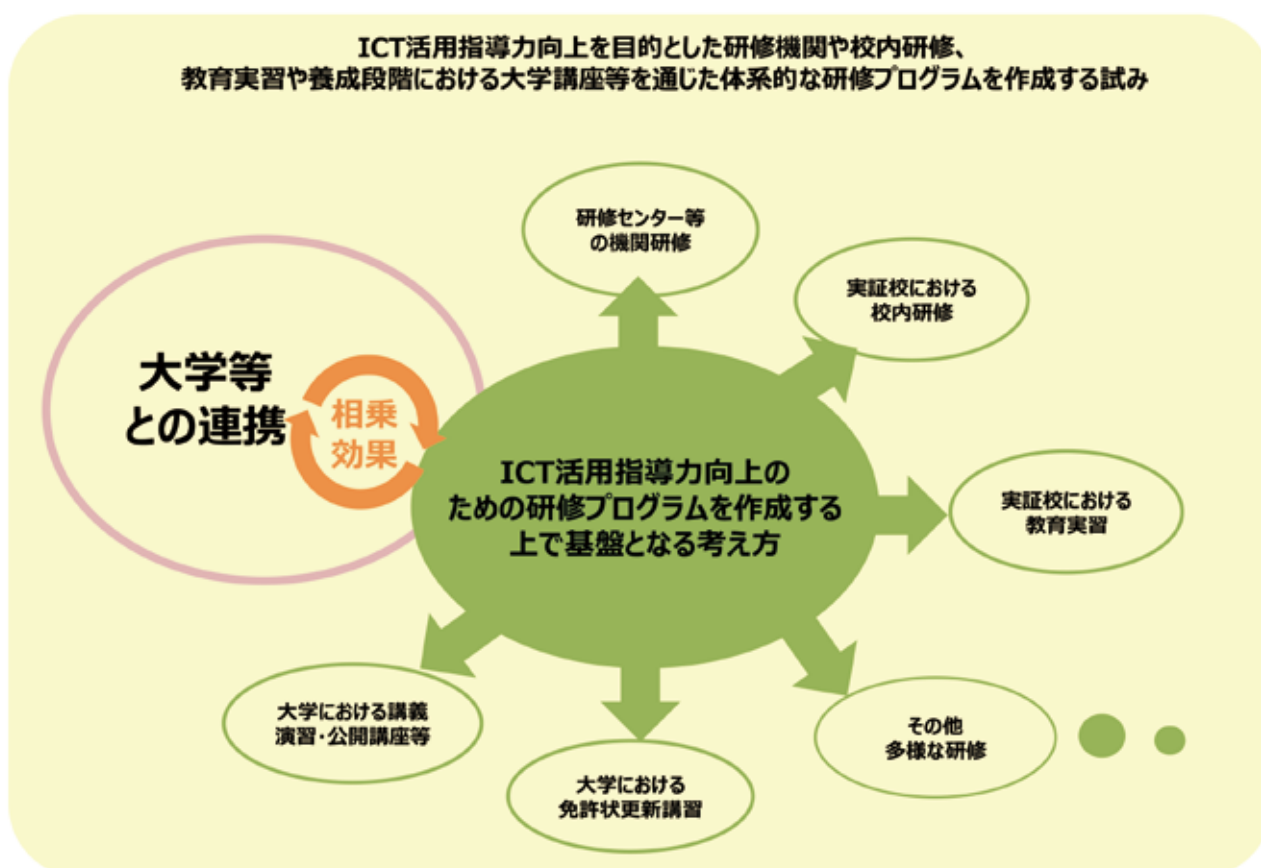 ICT活用指導力向上を目的とした研修機関や校内研修、
教育実習や養成段階における大学講座等を通じた体系的な研修プログラムを作成する試み
研修センター等
の機関研修
実証校における
校内研修
大学等
との連携
相乗
効果
ICT活用指導力向上の
ための研修プログラムを作成する
上で基盤となる考え方
実証校における
教育実習
大学における講義
演習・公開講座等
大学における
免許状更新講習
その他
多様な研修